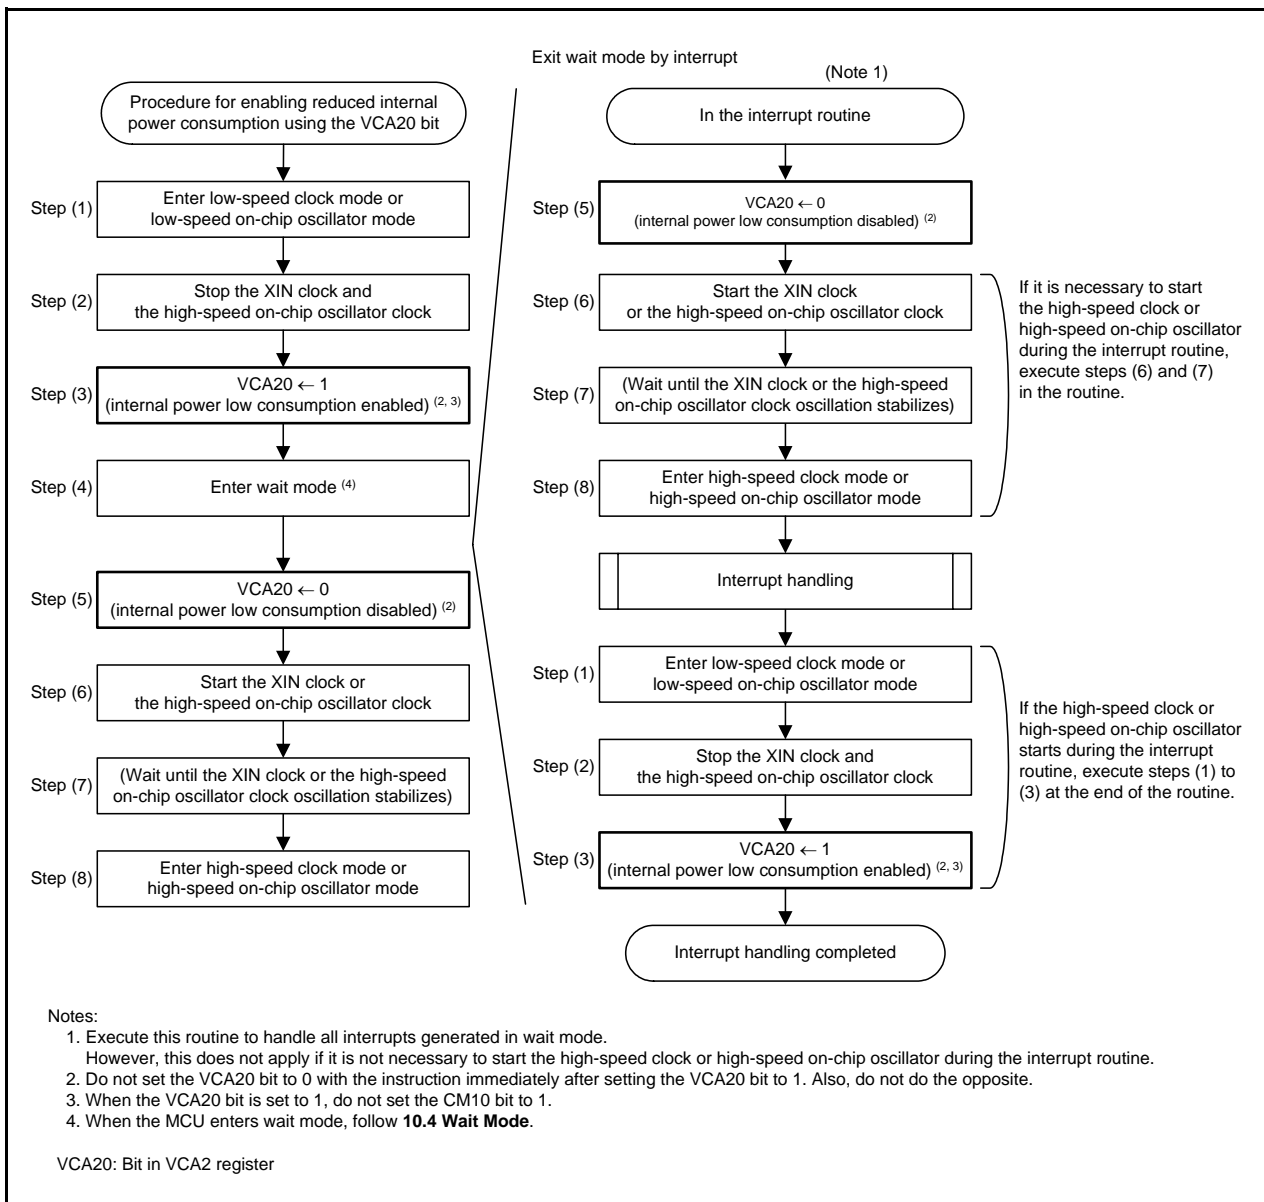 Exit wait mode by interrupt
(Note 1)
Procedure for enabling reduced internal
power consumption using the VCA20 bit
Step (1)
Enter low-speed clock mode or
low-speed on-chip oscillator mode
Step (2)
Stop the XIN clock and
the high-speed on-chip oscillator clock
Step (3)
VCA20 ← 1
(internal power low consumption enabled) (2, 3)
Step (4)
Enter wait mode (4)
Step (5)
VCA20 ← 0
(internal power low consumption disabled) (2)
Step (6)
Start the XIN clock or
the high-speed on-chip oscillator clock
Step (7)
(Wait until the XIN clock or the high-speed
on-chip oscillator clock oscillation stabilizes)
Step (8)
Enter high-speed clock mode or
high-speed on-chip oscillator mode
In the interrupt routine
Step (5)
VCA20 ← 0
(internal power low consumption disabled) (2)
Step (6)
Start the XIN clock
or the high-speed on-chip oscillator clock
Step (7)
(Wait until the XIN clock or the high-speed
on-chip oscillator clock oscillation stabilizes)
Step (8)
Enter high-speed clock mode or
high-speed on-chip oscillator mode
If it is necessary to start
the high-speed clock or
high-speed on-chip oscillator
during the interrupt routine,
execute steps (6) and (7)
in the routine.
Interrupt handling
Step (1)
Enter low-speed clock mode or
low-speed on-chip oscillator mode
Step (2)
Stop the XIN clock and
the high-speed on-chip oscillator clock
Step (3)
VCA20 ← 1
(internal power low consumption enabled) (2, 3)
If the high-speed clock or
high-speed on-chip oscillator
starts during the interrupt
routine, execute steps (1) to
(3) at the end of the routine.
Interrupt handling completed
Notes:
1. Execute this routine to handle all interrupts generated in wait mode.
However, this does not apply if it is not necessary to start the high-speed clock or high-speed on-chip oscillator during the interrupt routine.
2. Do not set the VCA20 bit to 0 with the instruction immediately after setting the VCA20 bit to 1. Also, do not do the opposite.
3. When the VCA20 bit is set to 1, do not set the CM10 bit to 1.
4. When the MCU enters wait mode, follow 10.4 Wait Mode.
VCA20: Bit in VCA2 register